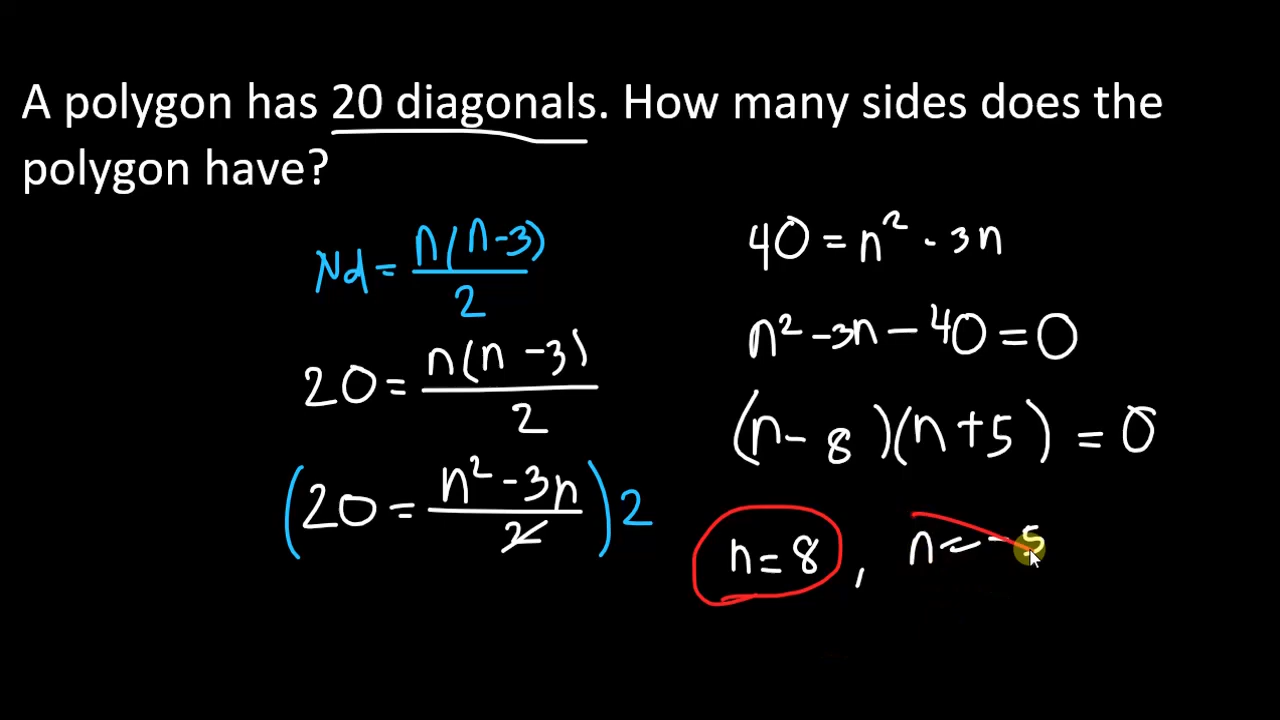 A polygon has 20 diagonals. How many sides does the
polygon have?
Nd = n(n-3)/2
20 = n(n-3)/2
(20 = n² - 3n/2)2
40 = n² - 3n
n² - 3n - 40 = 0
(n - 8)(n + 5) = 0
n = 8, n = -5